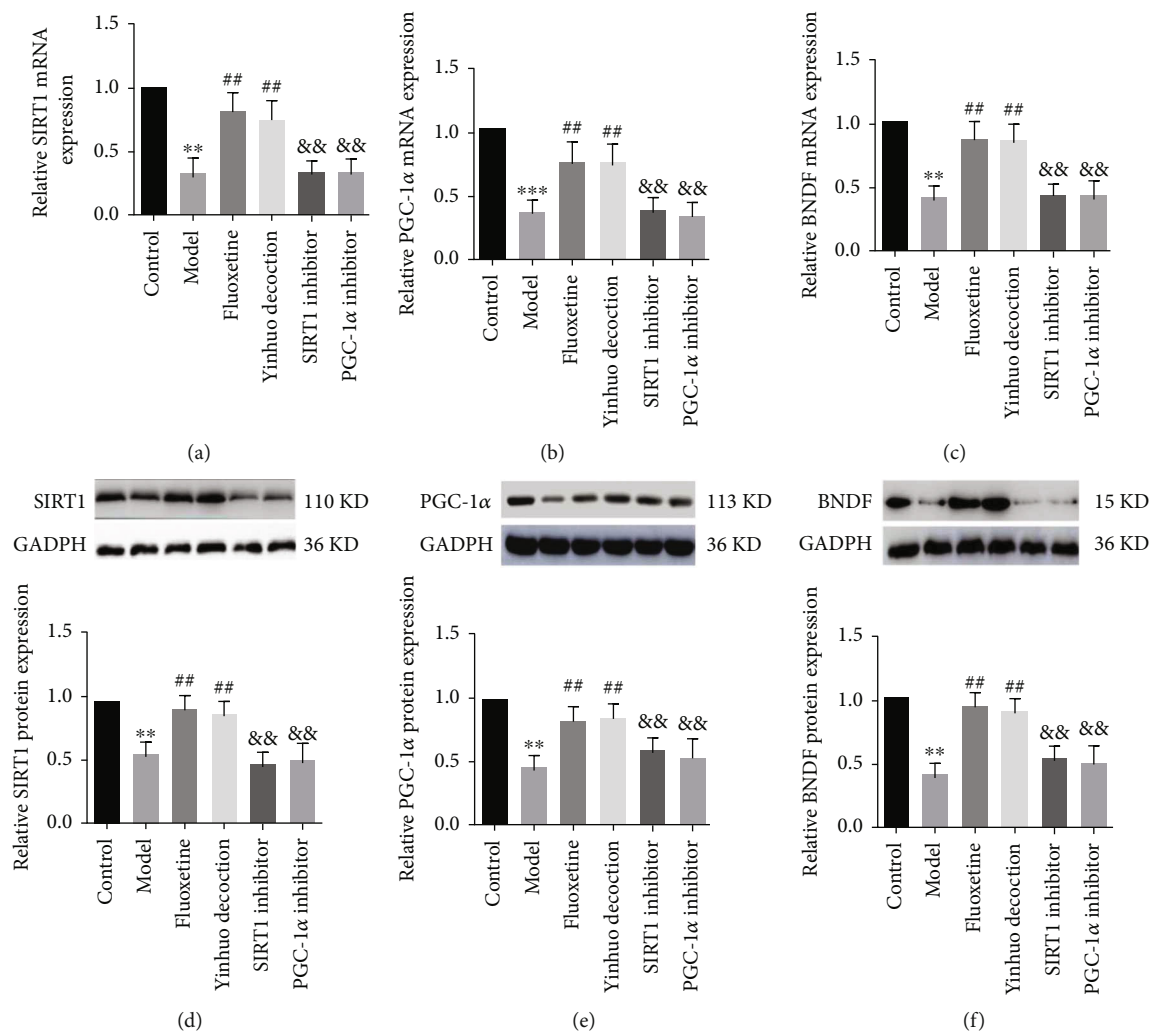 Relative SIRT1 mRNA
expression
1.5
1.0
0.5
0.0
**
##
##
&&
&&
Control
Model
Fluoxetine
Yinhuo decoction
SIRT1 inhibitor
PGC-1α inhibitor
(a)
Relative PGC-1α mRNA expression
1.5
1.0
0.5
0.0
***
##
##
&&
&&
Control
Model
Fluoxetine
Yinhuo decoction
SIRT1 inhibitor
PGC-1α inhibitor
(b)
Relative BNDF mRNA expression
1.5
1.0
0.5
0.0
**
##
##
&&
&&
Control
Model
Fluoxetine
Yinhuo decoction
SIRT1 inhibitor
PGC-1α inhibitor
(c)
SIRT1 110 KD
GADPH 36 KD
Relative SIRT1 protein expression
1.5
1.0
0.5
0.0
**
##
##
&&
&&
Control
Model
Fluoxetine
Yinhuo decoction
SIRT1 inhibitor
PGC-1α inhibitor
(d)
PGC-1α 113 KD
GADPH 36 KD
Relative PGC-1α protein expression
1.5
1.0
0.5
0.0
**
##
##
&&
&&
Control
Model
Fluoxetine
Yinhuo decoction
SIRT1 inhibitor
PGC-1α inhibitor
(e)
BNDF 15 KD
GADPH 36 KD
Relative BNDF protein expression
1.5
1.0
0.5
0.0
**
##
##
&&
&&
Control
Model
Fluoxetine
Yinhuo decoction
SIRT1 inhibitor
PGC-1α inhibitor
(f)